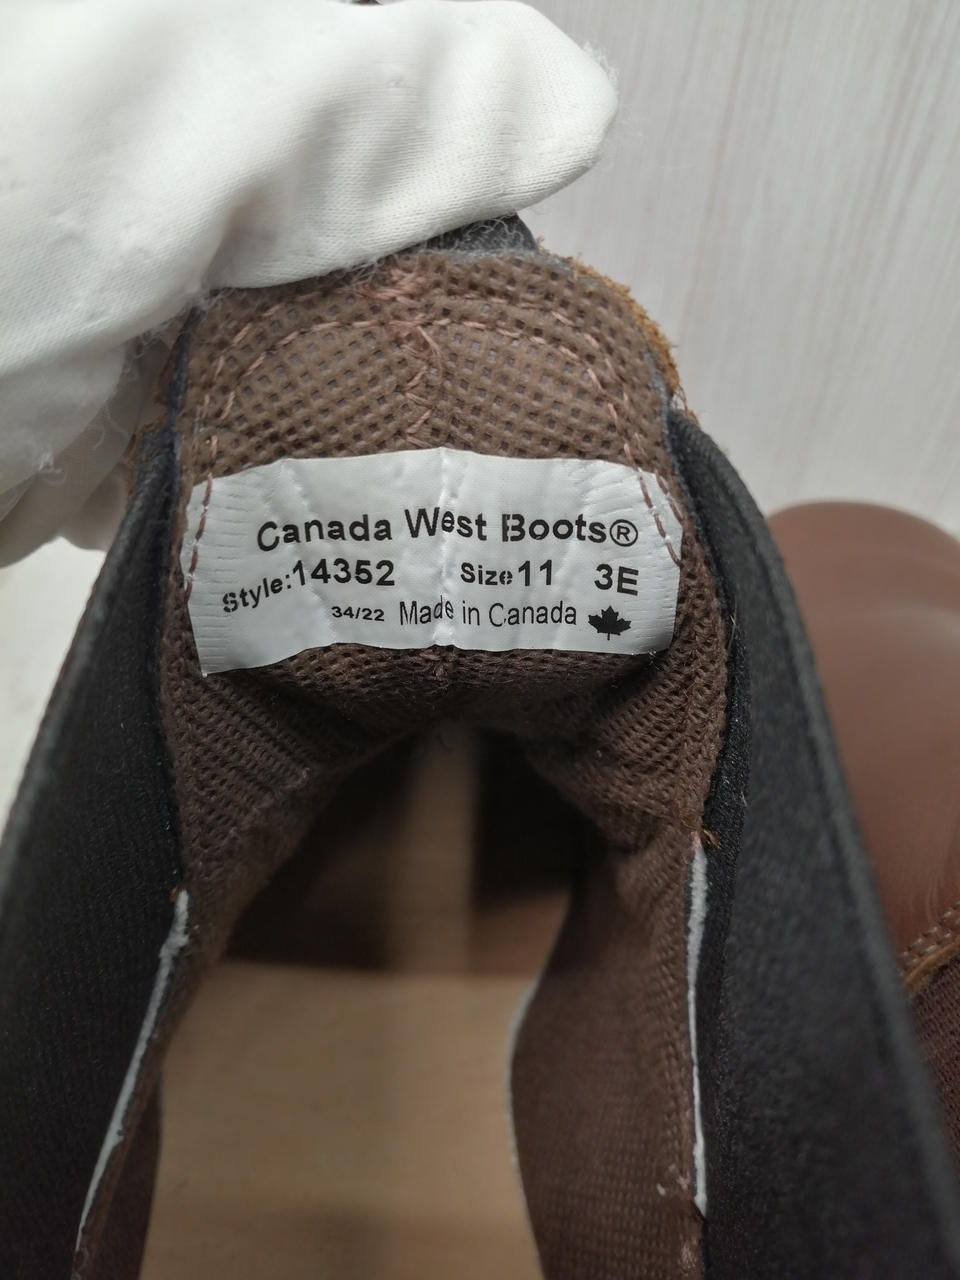 Canada West Boots®
Style:14352 Size11 3E
34/22 Made in Canada